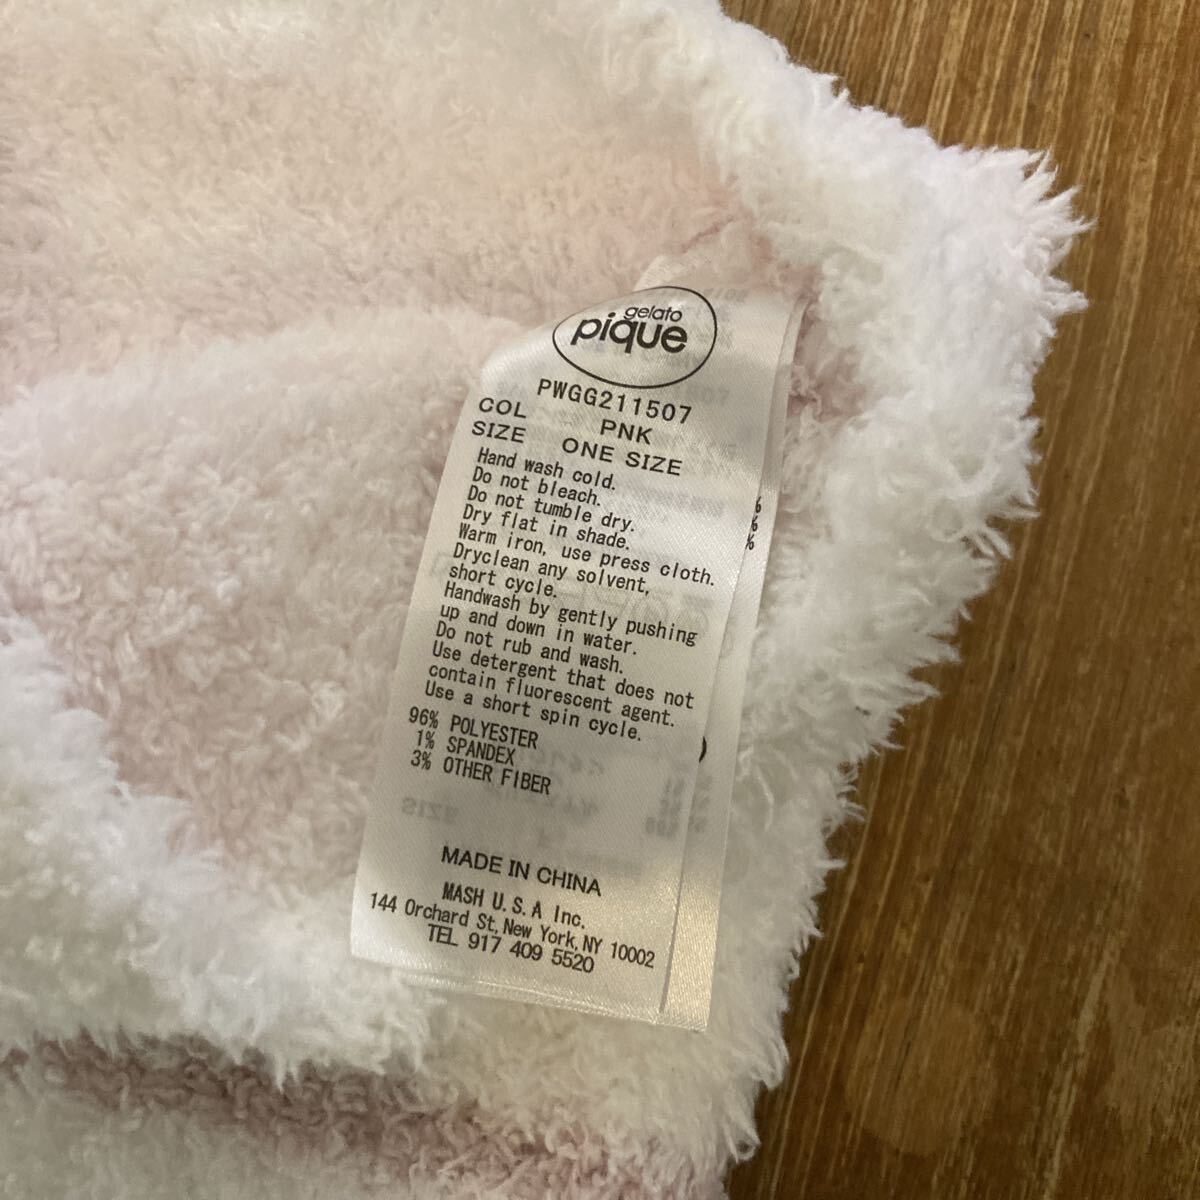 gelato
pique
PWGG211507
COL PNK
SIZE ONE SIZE
Hand wash cold.
Do not bleach.
Do not tumble dry.
Dry flat in shade.
Warm iron, use press cloth.
Dryclean any solvent,
short cycle.
Handwash by gently pushing
up and down in water.
Do not rub and wash.
Use detergent that does not
contain fluorescent agent.
Use a short spin cycle.
96% POLYESTER
1% SPANDEX
3% OTHER FIBER
MADE IN CHINA
MASH U.S.A Inc.
144 Orchard St, New York, NY 10002
TEL 917 409 5520